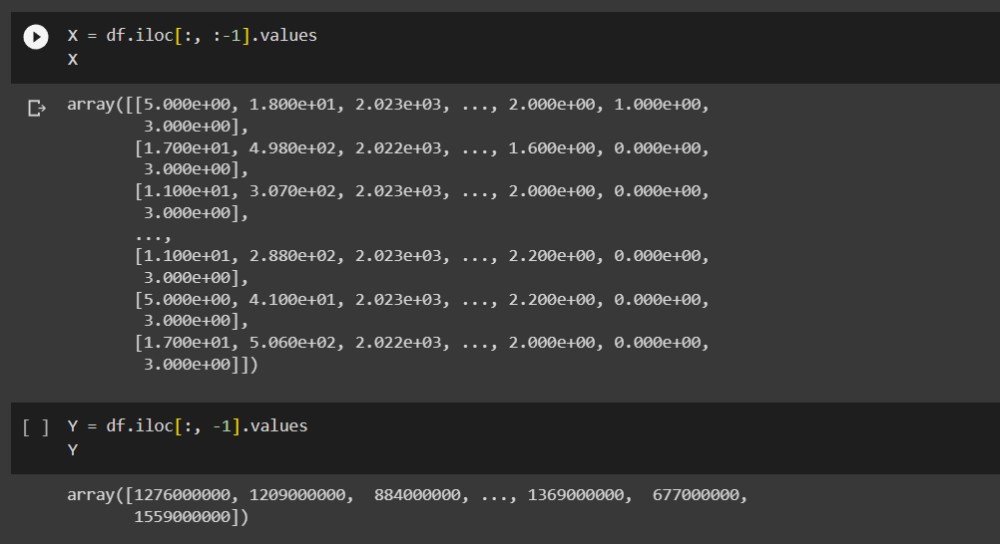 X = df.iloc[:, :-1].values
X
array([[5.000e+00, 1.800e+01, 2.023e+03, ..., 2.000e+00, 1.000e+00,
        3.000e+00],
       [1.700e+01, 4.980e+02, 2.022e+03, ..., 1.600e+00, 0.000e+00,
        3.000e+00],
       [1.100e+01, 3.070e+02, 2.023e+03, ..., 2.000e+00, 0.000e+00,
        3.000e+00],
       ...,
       [1.100e+01, 2.880e+02, 2.023e+03, ..., 2.200e+00, 0.000e+00,
        3.000e+00],
       [5.000e+00, 4.100e+01, 2.023e+03, ..., 2.200e+00, 0.000e+00,
        3.000e+00],
       [1.700e+01, 5.060e+02, 2.022e+03, ..., 2.000e+00, 0.000e+00,
        3.000e+00]])
[ ] Y = df.iloc[:, -1].values
Y
array([1276000000, 1209000000,  884000000, ..., 1369000000,  677000000,
       1559000000])